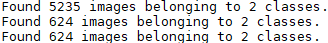 Found 5235 images belonging to 2 classes.
Found 624 images belonging to 2 classes.
Found 624 images belonging to 2 classes.